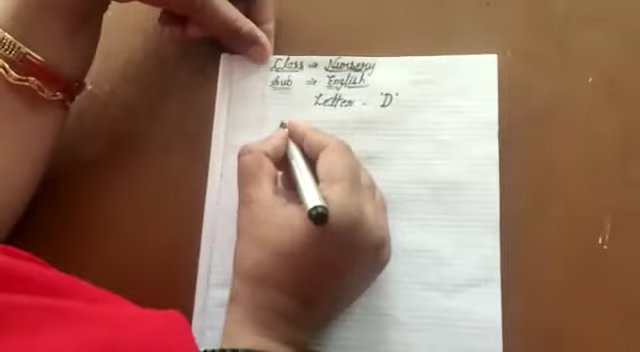 Class ⇒ Nursery
Sub ⇒ English
Letter - 'D'